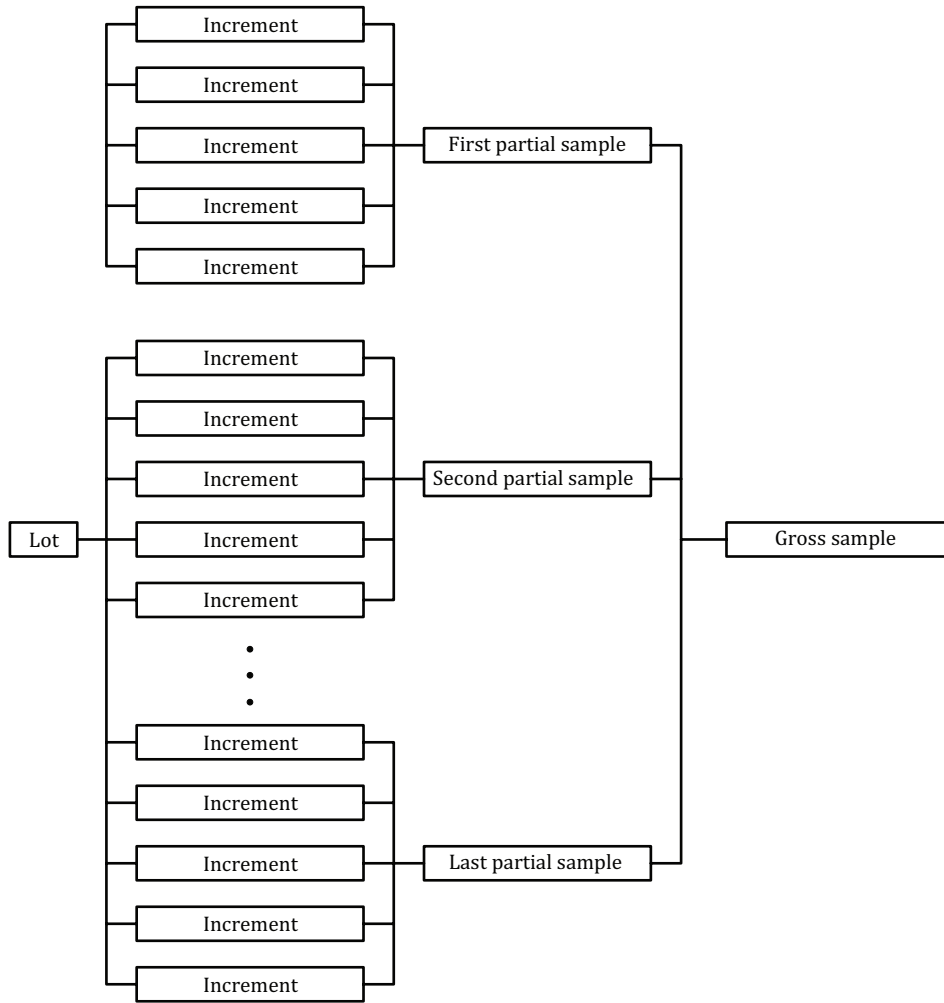 Increment
Increment
Increment
First partial sample
Increment
Increment
Increment
Increment
Increment
Second partial sample
Lot
Increment
Gross sample
Increment
Increment
Increment
Increment
Last partial sample
Increment
Increment